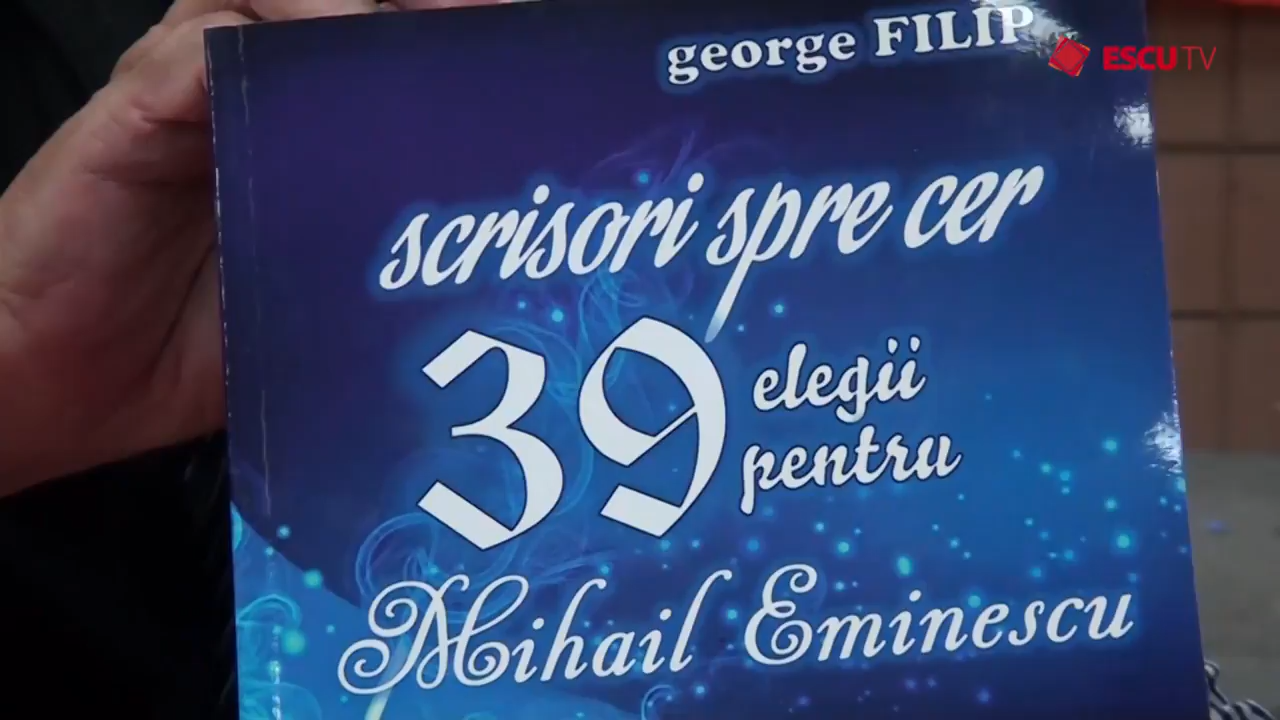 george FILIP
ESCU TV
scrisori spre cer
39 elegii
pentru
Mihail Eminescu